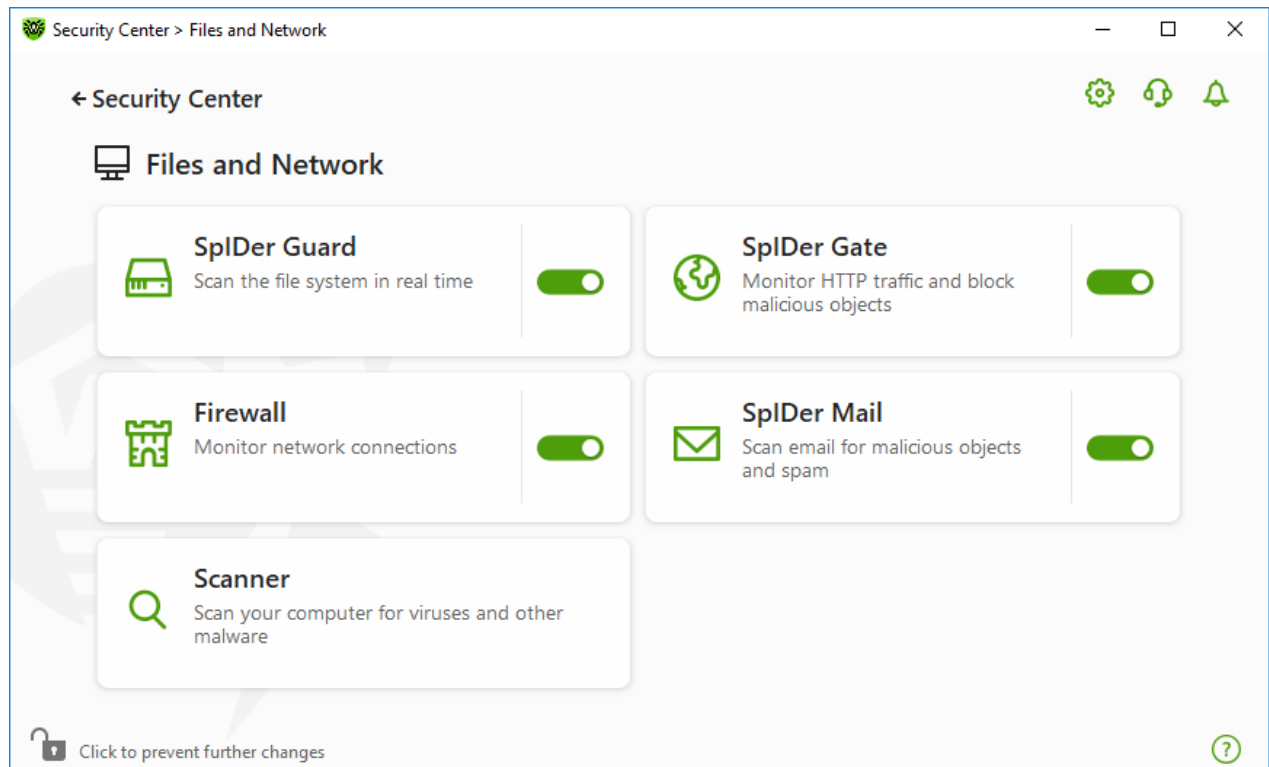 Security Center > Files and Network
Security Center
Files and Network
SpIDer Guard
Scan the file system in real time
SpIDer Gate
Monitor HTTP traffic and block
malicious objects
Firewall
Monitor network connections
SpIDer Mail
Scan email for malicious objects
and spam
Scanner
Scan your computer for viruses and other
malware
Click to prevent further changes
?